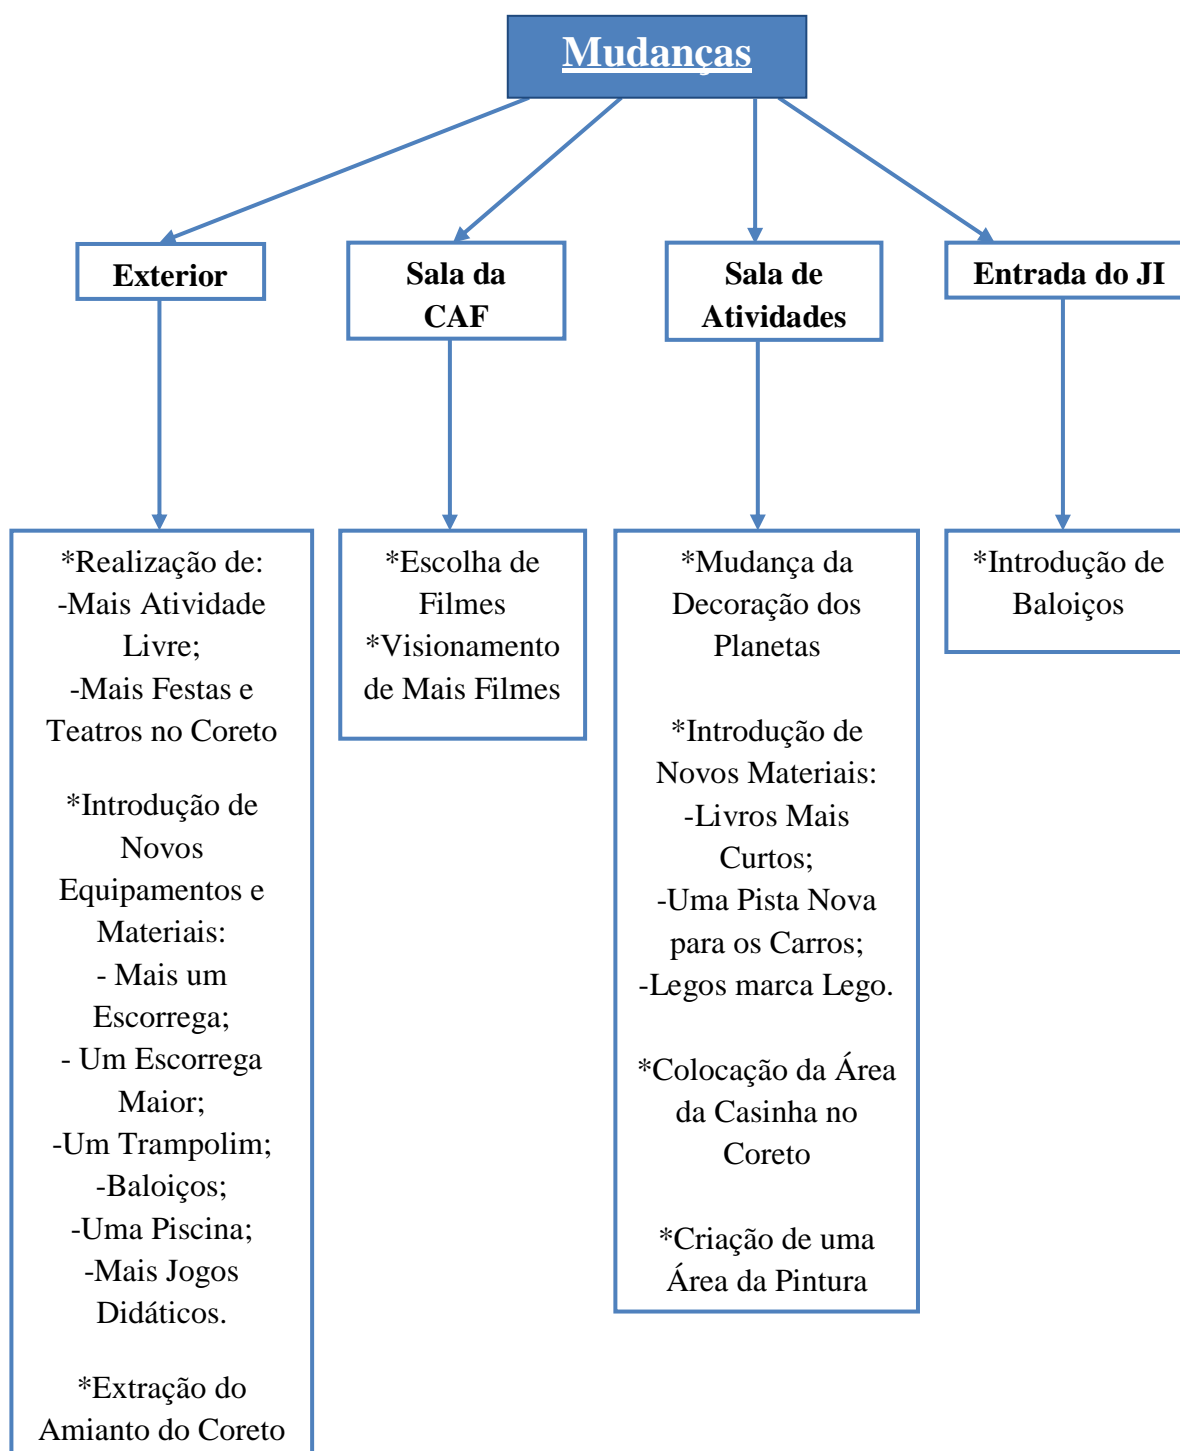 Mudanças
Exterior
Sala da
CAF
Sala de
Atividades
Entrada do JI
*Realização de:
-Mais Atividade
Livre;
-Mais Festas e
Teatros no Coreto
*Introdução de
Novos
Equipamentos e
Materiais:
- Mais um
Escorrega;
- Um Escorrega
Maior;
-Um Trampolim;
-Baloiços;
-Uma Piscina;
-Mais Jogos
Didáticos.
*Extração do
Amianto do Coreto
*Escolha de
Filmes
*Visionamento
de Mais Filmes
*Mudança da
Decoração dos
Planetas
*Introdução de
Novos Materiais:
-Livros Mais
Curtos;
-Uma Pista Nova
para os Carros;
-Legos marca Lego.
*Colocação da Área
da Casinha no
Coreto
*Criação de uma
Área da Pintura
*Introdução de
Baloiços